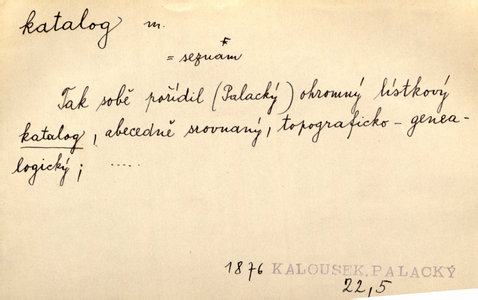 katalog m.
= seznam
Tak sobě pořídil (Palacký) ohromný lístkový
katalog, abecedně srovnaný, topograficko-genea-
logický; .....
1876 KALOUSEK, PALACKÝ
22,5